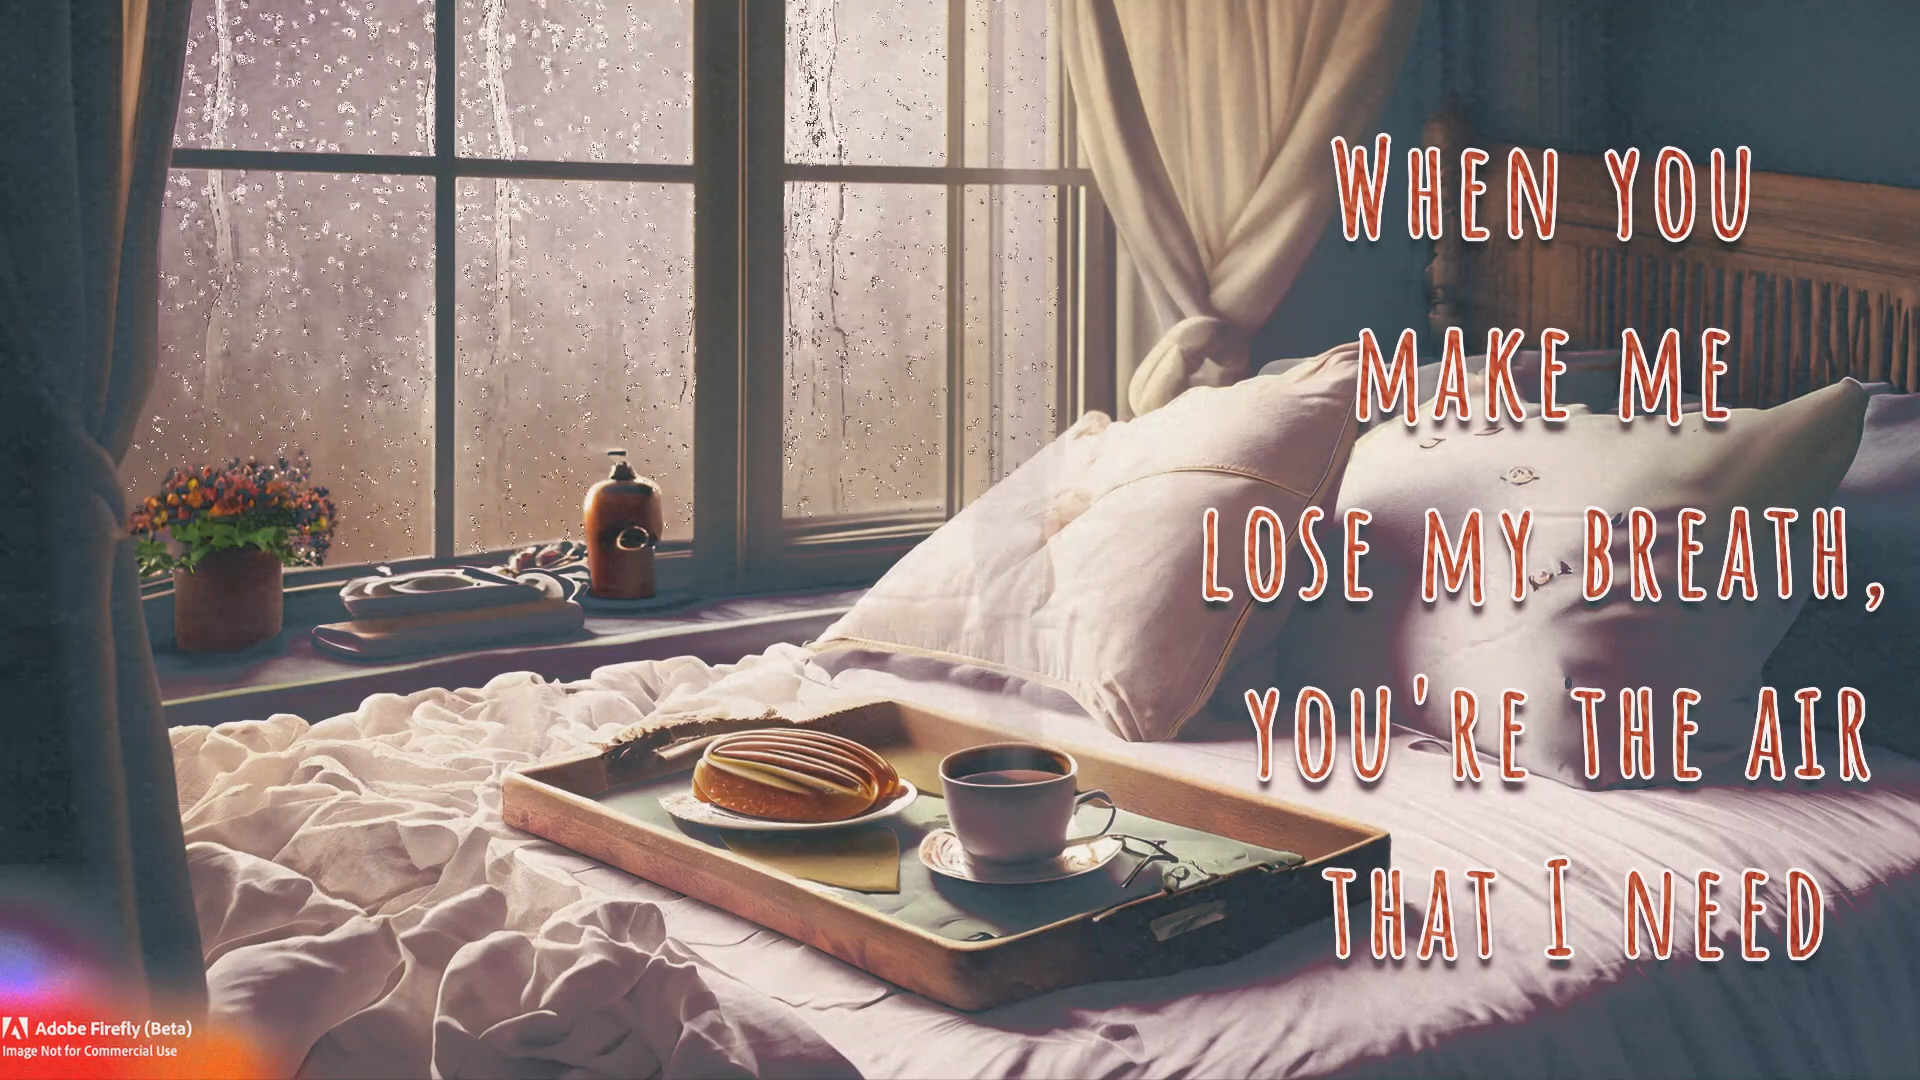 When you
make me
lose my breath,
you're the air
that I need
Adobe Firefly (Beta)
Image Not for Commercial Use